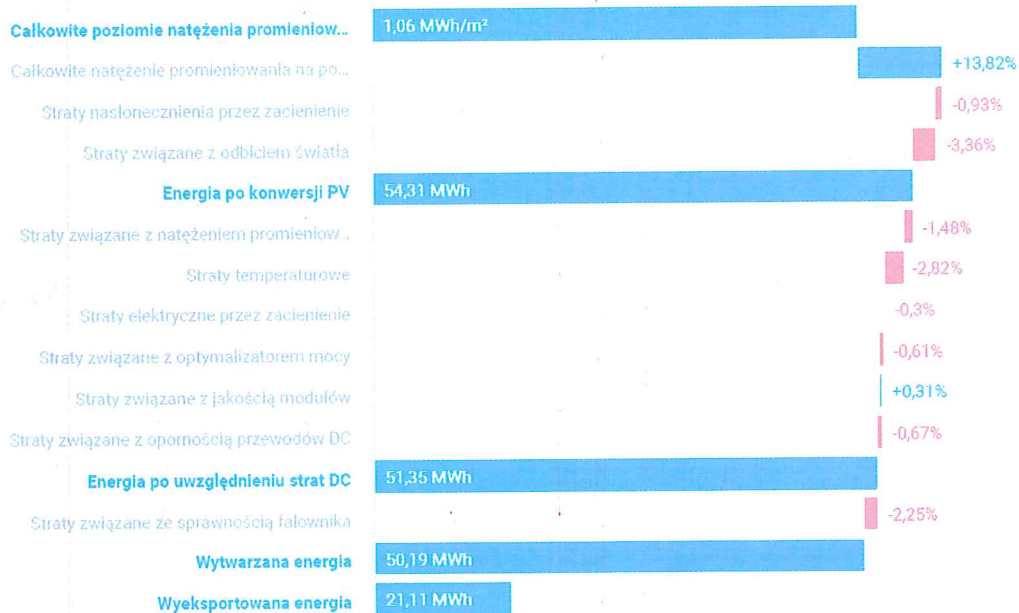 Całkowite poziomie natężenia promieniow... 1,06 MWh/m²
Całkowite natężenie promieniowania na po... +13,82%
Straty nasłonecznienia przez zacienienie -0,93%
Straty związane z odbiciem światła -3,36%
Energia po konwersji PV 54,31 MWh
Straty związane z natężeniem promieniow... -1,48%
Straty temperaturowe -2,82%
Straty elektryczne przez zacienienie -0,3%
Straty związane z optymalizatorem mocy -0,61%
Straty związane z jakością modułów +0,31%
Straty związane z opornością przewodów DC -0,67%
Energia po uwzględnieniu strat DC 51,35 MWh
Straty związane ze sprawnością falownika -2,25%
Wytwarzana energia 50,19 MWh
Wyeksportowana energia 21,11 MWh